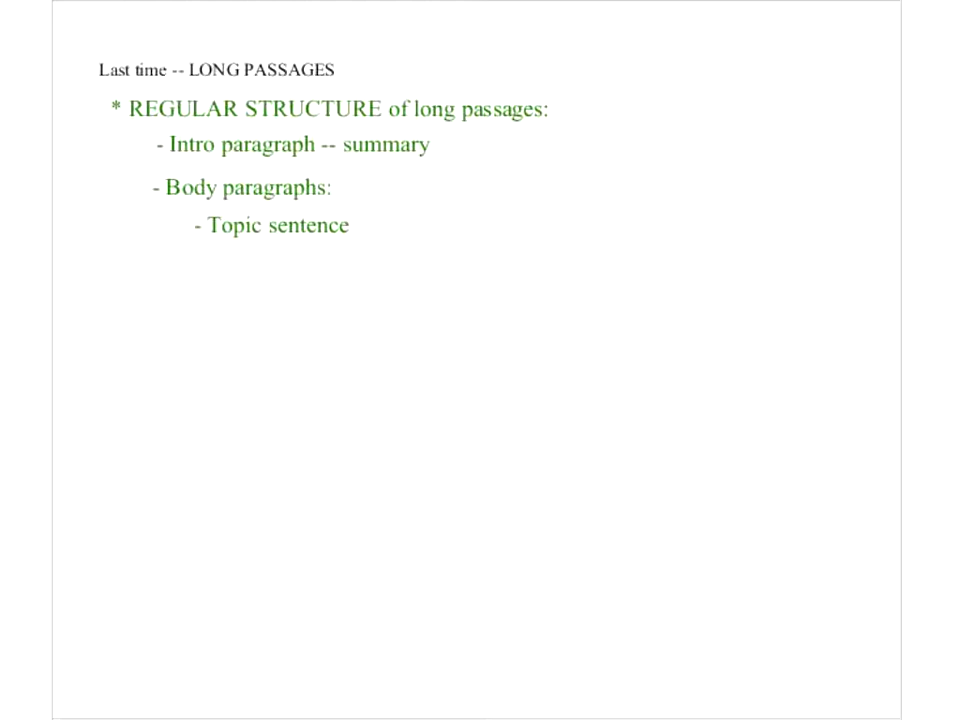 Last time -- LONG PASSAGES
* REGULAR STRUCTURE of long passages:
- Intro paragraph -- summary
- Body paragraphs:
- Topic sentence